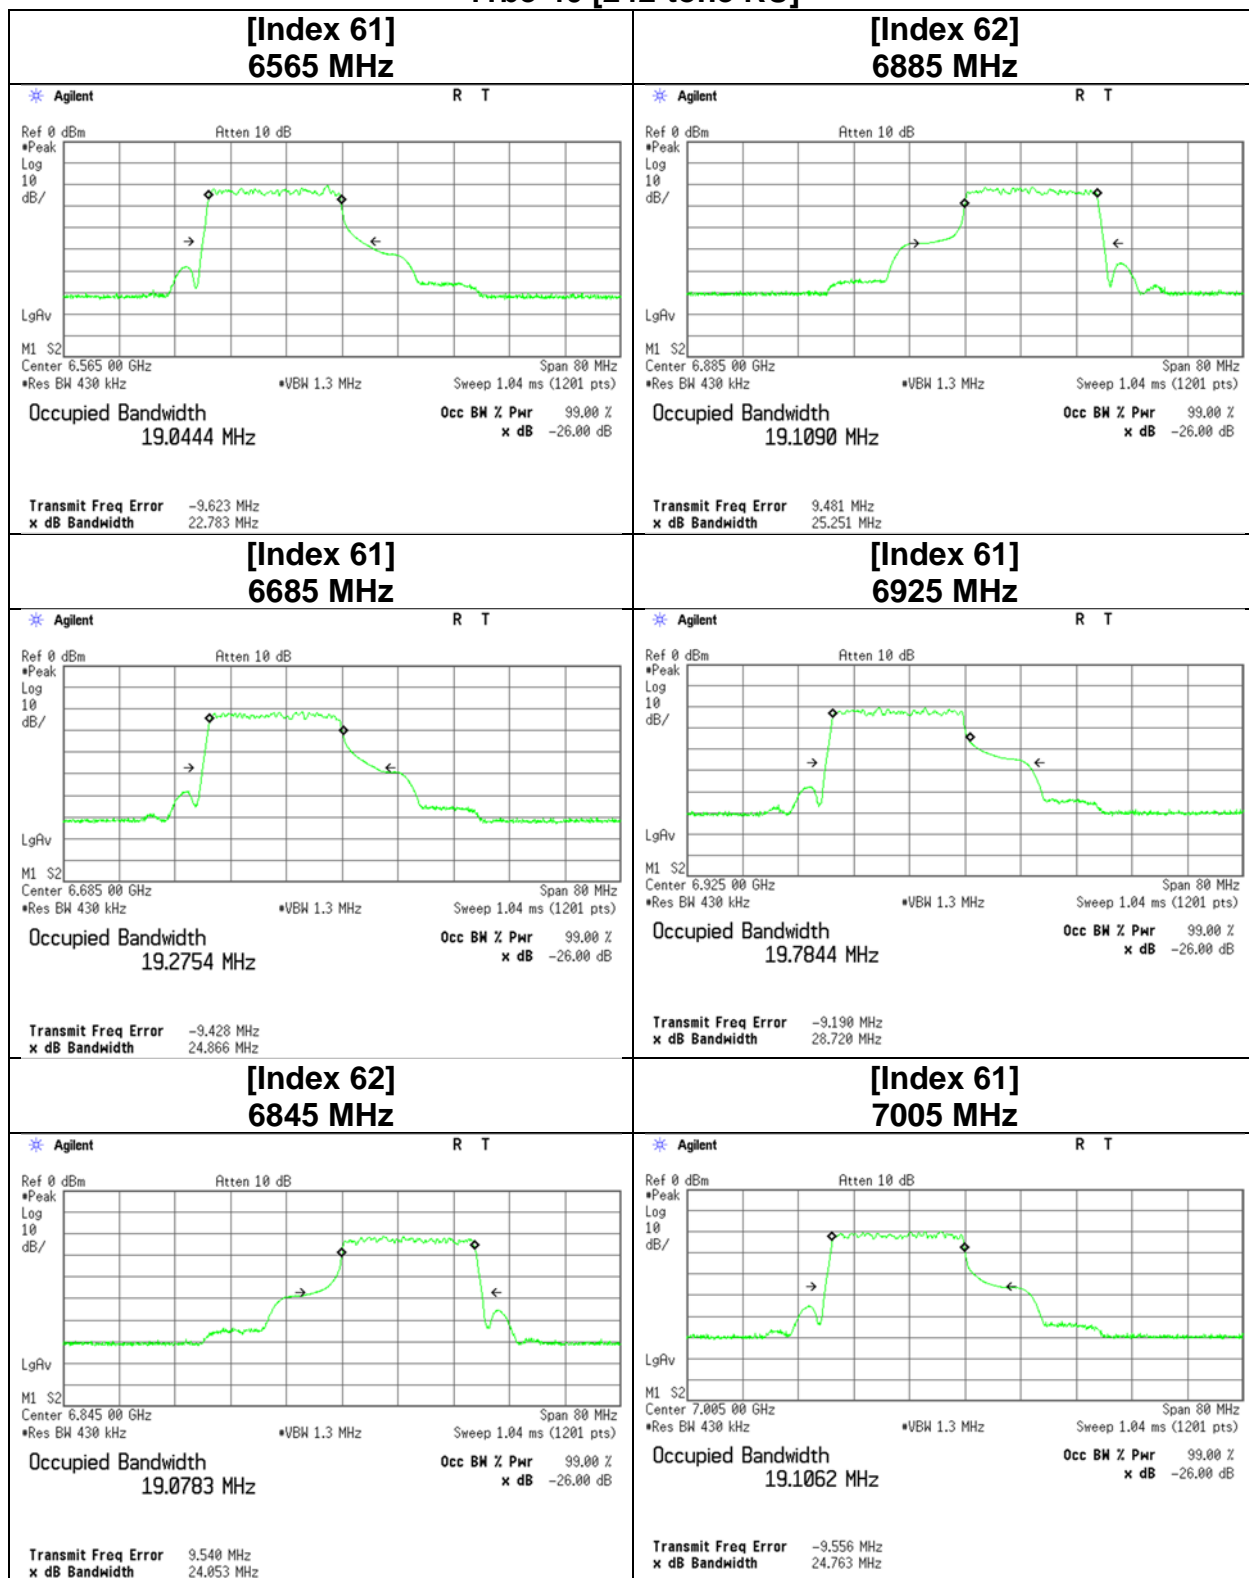 [Index 61]
6565 MHz
Agilent R T
Ref 0 dBm Atten 10 dB
#Peak
Log
10
dB/
LgAv
M1 S2
Center 6.565 00 GHz Span 80 MHz
#Res BW 430 kHz #VBW 1.3 MHz Sweep 1.04 ms (1201 pts)
Occupied Bandwidth Occ BW % Pwr 99.00 %
19.0444 MHz x dB -26.00 dB
Transmit Freq Error -9.623 MHz
x dB Bandwidth 22.783 MHz
[Index 62]
6885 MHz
Agilent R T
Ref 0 dBm Atten 10 dB
#Peak
Log
10
dB/
LgAv
M1 S2
Center 6.885 00 GHz Span 80 MHz
#Res BW 430 kHz #VBW 1.3 MHz Sweep 1.04 ms (1201 pts)
Occupied Bandwidth Occ BW % Pwr 99.00 %
19.1090 MHz x dB -26.00 dB
Transmit Freq Error 9.481 MHz
x dB Bandwidth 25.251 MHz
[Index 61]
6685 MHz
Agilent R T
Ref 0 dBm Atten 10 dB
#Peak
Log
10
dB/
LgAv
M1 S2
Center 6.685 00 GHz Span 80 MHz
#Res BW 430 kHz #VBW 1.3 MHz Sweep 1.04 ms (1201 pts)
Occupied Bandwidth Occ BW % Pwr 99.00 %
19.2754 MHz x dB -26.00 dB
Transmit Freq Error -9.428 MHz
x dB Bandwidth 24.866 MHz
[Index 61]
6925 MHz
Agilent R T
Ref 0 dBm Atten 10 dB
#Peak
Log
10
dB/
LgAv
M1 S2
Center 6.925 00 GHz Span 80 MHz
#Res BW 430 kHz #VBW 1.3 MHz Sweep 1.04 ms (1201 pts)
Occupied Bandwidth Occ BW % Pwr 99.00 %
19.7844 MHz x dB -26.00 dB
Transmit Freq Error -9.190 MHz
x dB Bandwidth 28.720 MHz
[Index 62]
6845 MHz
Agilent R T
Ref 0 dBm Atten 10 dB
#Peak
Log
10
dB/
LgAv
M1 S2
Center 6.845 00 GHz Span 80 MHz
#Res BW 430 kHz #VBW 1.3 MHz Sweep 1.04 ms (1201 pts)
Occupied Bandwidth Occ BW % Pwr 99.00 %
19.0783 MHz x dB -26.00 dB
Transmit Freq Error 9.540 MHz
x dB Bandwidth 24.053 MHz
[Index 61]
7005 MHz
Agilent R T
Ref 0 dBm Atten 10 dB
#Peak
Log
10
dB/
LgAv
M1 S2
Center 7.005 00 GHz Span 80 MHz
#Res BW 430 kHz #VBW 1.3 MHz Sweep 1.04 ms (1201 pts)
Occupied Bandwidth Occ BW % Pwr 99.00 %
19.1062 MHz x dB -26.00 dB
Transmit Freq Error -9.556 MHz
x dB Bandwidth 24.763 MHz